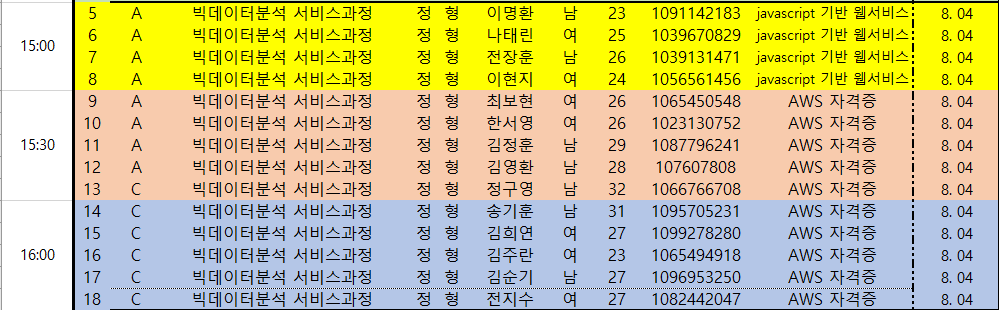 5 A 빅데이터분석 서비스과정 정 형 이명환 남 23 1091142183 javascript 기반 웹서비스 8. 04
15:00
6 A 빅데이터분석 서비스과정 정 형 나태린 여 25 1039670829 javascript 기반 웹서비스 8. 04
7 A 빅데이터분석 서비스과정 정 형 전장훈 남 26 1039131471 javascript 기반 웹서비스 8. 04
8 A 빅데이터분석 서비스과정 정 형 이현지 여 24 1056561456 javascript 기반 웹서비스 8. 04
9 A 빅데이터분석 서비스과정 정 형 최보현 여 26 1065450548 AWS 자격증 8. 04
10 A 빅데이터분석 서비스과정 정 형 한서영 여 26 1023130752 AWS 자격증 8. 04
15:30 11 A 빅데이터분석 서비스과정 정 형 김정훈 남 29 1087796241 AWS 자격증 8. 04
12 A 빅데이터분석 서비스과정 정 형 김영환 남 28 107607808 AWS 자격증 8. 04
13 C 빅데이터분석 서비스과정 정 형 정구영 남 32 1066766708 AWS 자격증 8. 04
14 C 빅데이터분석 서비스과정 정 형 송기훈 남 31 1095705231 AWS 자격증 8. 04
15 C 빅데이터분석 서비스과정 정 형 김희연 여 27 1099278280 AWS 자격증 8. 04
16:00 16 C 빅데이터분석 서비스과정 정 형 김주란 여 23 1065494918 AWS 자격증 8. 04
17 C 빅데이터분석 서비스과정 정 형 김순기 남 27 1096953250 AWS 자격증 8. 04
18 C 빅데이터분석 서비스과정 정 형 전지수 여 27 1082442047 AWS 자격증 8. 04